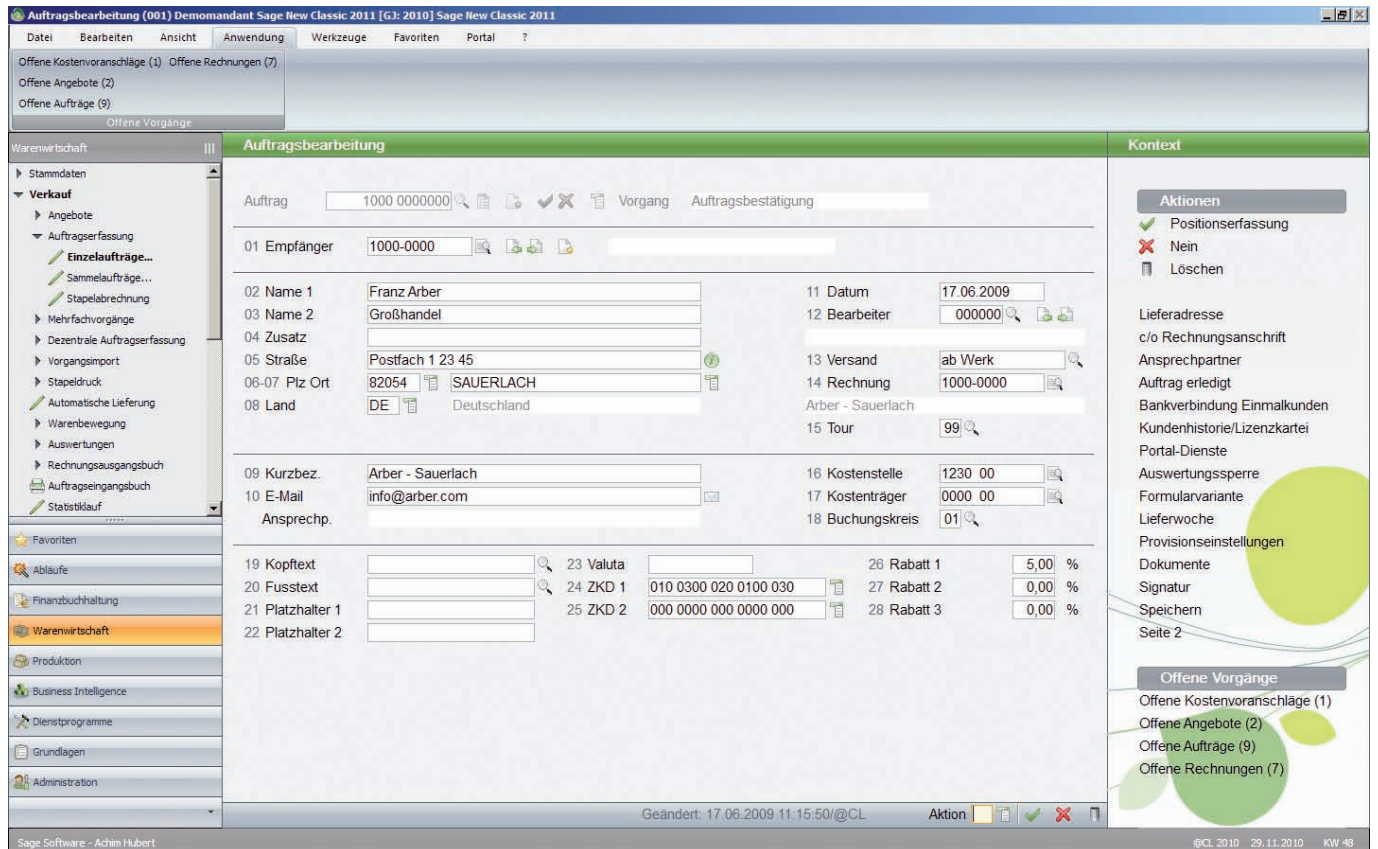 Auftragsbearbeitung (001) Demomandant Sage New Classic 2011 [GJ: 2010] Sage New Classic 2011
Datei Bearbeiten Ansicht Anwendung Werkzeuge Favoriten Portal ?
Offene Kostenvoranschläge (1) Offene Rechnungen (7)
Offene Angebote (2)
Offene Aufträge (9)
Offene Vorgänge
Warenwirtschaft
Stammdaten
Verkauf
Angebote
Auftragserfassung
Einzelaufträge...
Sammelaufträge...
Stapelabrechnung
Mehrfachvorgänge
Dezentrale Auftragserfassung
Vorgangsimport
Stapeldruck
Automatische Lieferung
Warenbewegung
Auswertungen
Rechnungsausgangsbuch
Auftragseingangsbuch
Statistiklauf
Favoriten
Abläufe
Finanzbuchhaltung
Warenwirtschaft
Produktion
Business Intelligence
Dienstprogramme
Grundlagen
Administration
Auftragsbearbeitung
Auftrag 1000 0000000 Vorgang Auftragsbestätigung
01 Empfänger 1000-0000
02 Name 1 Franz Arber 11 Datum 17.06.2009
03 Name 2 Großhandel 12 Bearbeiter 000000
04 Zusatz
05 Straße Postfach 1 23 45 13 Versand ab Werk
06-07 Plz Ort 82054 SAUERLACH 14 Rechnung 1000-0000
08 Land DE Deutschland Arber - Sauerlach
15 Tour 99
09 Kurzbez. Arber - Sauerlach 16 Kostenstelle 1230 00
10 E-Mail info@arber.com 17 Kostenträger 0000 00
Ansprechp. 18 Buchungskreis 01
19 Kopftext 23 Valuta 26 Rabatt 1 5,00 %
20 Fusstext 24 ZKD 1 010 0300 020 0100 030 27 Rabatt 2 0,00 %
21 Platzhalter 1 25 ZKD 2 000 0000 000 0000 000 28 Rabatt 3 0,00 %
22 Platzhalter 2
Geändert: 17.06.2009 11:15:50/@CL Aktion
Kontext
Aktionen
Positionserfassung
Nein
Löschen
Lieferadresse
c/o Rechnungsanschrift
Ansprechpartner
Auftrag erledigt
Bankverbindung Einmalkunden
Kundenhistorie/Lizenzkartei
Portal-Dienste
Auswertungssperre
Formularvariante
Lieferwoche
Provisionseinstellungen
Dokumente
Signatur
Speichern
Seite 2
Offene Vorgänge
Offene Kostenvoranschläge (1)
Offene Angebote (2)
Offene Aufträge (9)
Offene Rechnungen (7)
Sage Software - Achim Hubert @CL 2010 29.11.2010 KW 48